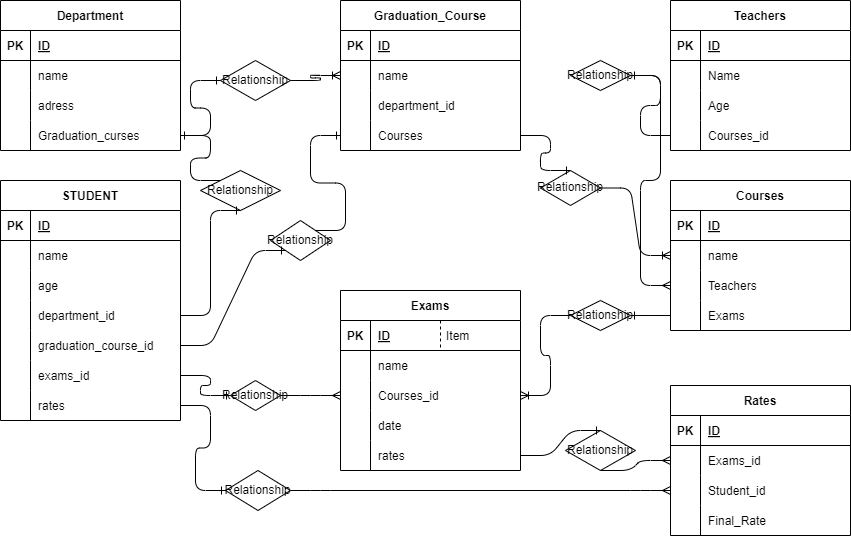 Department
PK ID
name
adress
Graduation_curses
Relationship
Graduation_Course
PK ID
name
department_id
Courses
Relationship
Teachers
PK ID
Name
Age
Courses_id
STUDENT
PK ID
name
age
department_id
graduation_course_id
exams_id
rates
Relationship
Relationship
Relationship
Courses
PK ID
name
Teachers
Exams
Exams
PK ID Item
name
Courses_id
date
rates
Relationship
Relationship
Relationship
Relationship
Rates
PK ID
Exams_id
Student_id
Final_Rate